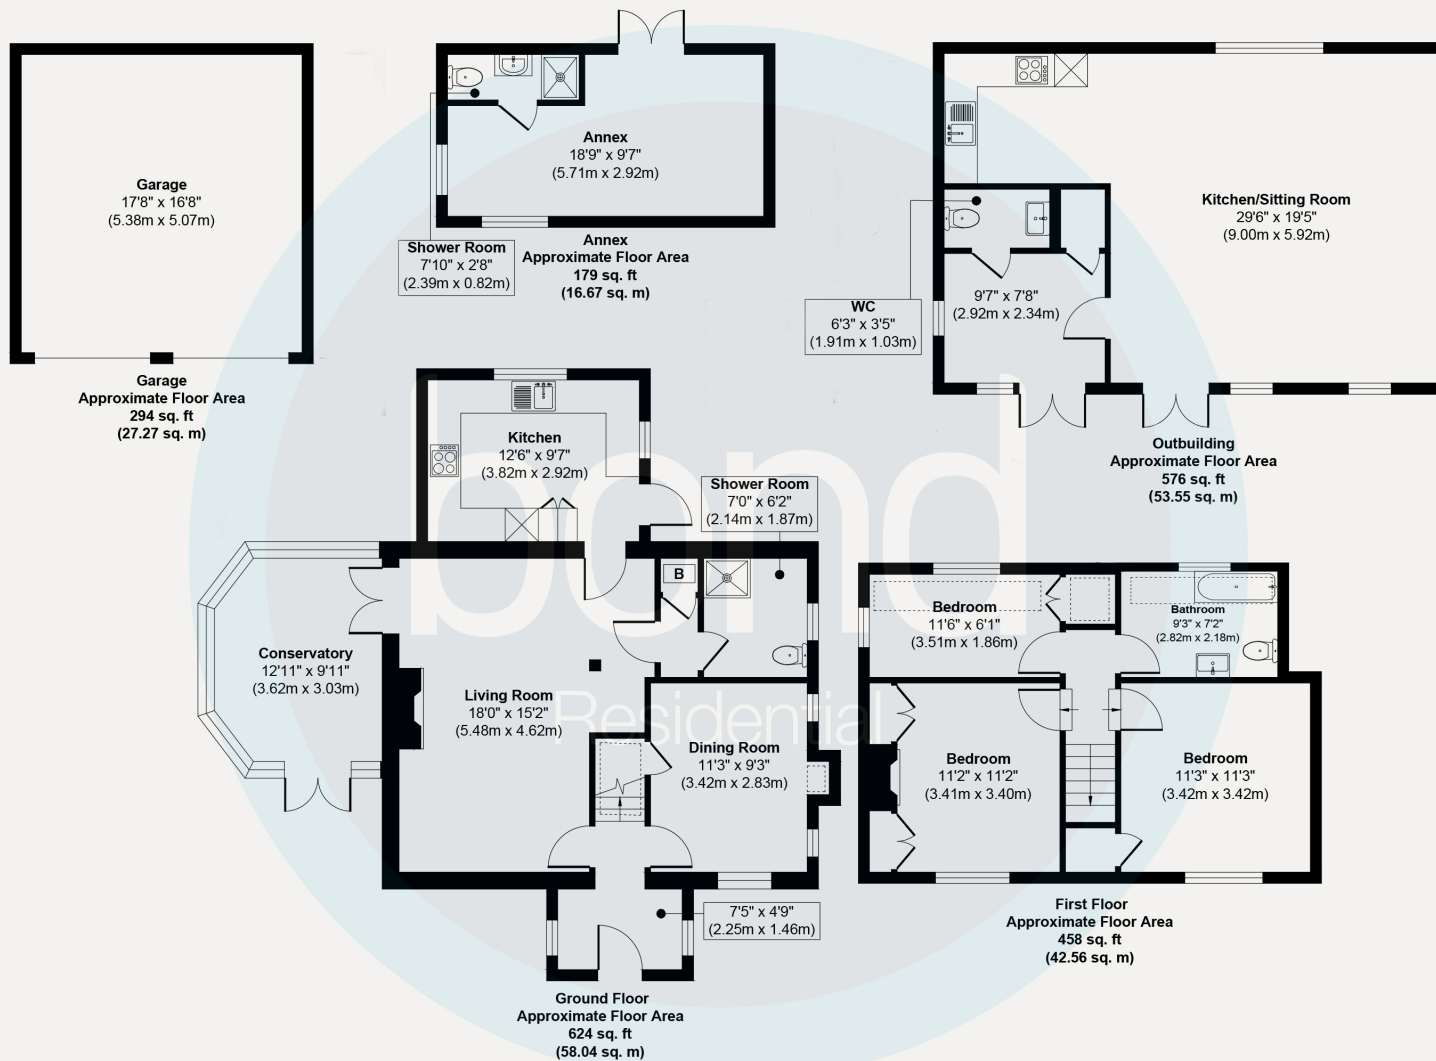 Garage
17'8" x 16'8"
(5.38m x 5.07m)
Garage
Approximate Floor Area
294 sq. ft
(27.27 sq. m)
Annex
18'9" x 9'7"
(5.71m x 2.92m)
Shower Room
7'10" x 2'8"
(2.39m x 0.82m)
Annex
Approximate Floor Area
179 sq. ft
(16.67 sq. m)
Kitchen/Sitting Room
29'6" x 19'5"
(9.00m x 5.92m)
9'7" x 7'8"
(2.92m x 2.34m)
WC
6'3" x 3'5"
(1.91m x 1.03m)
Outbuilding
Approximate Floor Area
576 sq. ft
(53.55 sq. m)
Kitchen
12'6" x 9'7"
(3.82m x 2.92m)
Shower Room
7'0" x 6'2"
(2.14m x 1.87m)
B
Conservatory
12'11" x 9'11"
(3.62m x 3.03m)
Living Room
18'0" x 15'2"
(5.48m x 4.62m)
Dining Room
11'3" x 9'3"
(3.42m x 2.83m)
7'5" x 4'9"
(2.25m x 1.46m)
Ground Floor
Approximate Floor Area
624 sq. ft
(58.04 sq. m)
Bedroom
11'6" x 6'1"
(3.51m x 1.86m)
Bathroom
9'3" x 7'2"
(2.82m x 2.18m)
Bedroom
11'2" x 11'2"
(3.41m x 3.40m)
Bedroom
11'3" x 11'3"
(3.42m x 3.42m)
First Floor
Approximate Floor Area
458 sq. ft
(42.56 sq. m)
bond
Residential